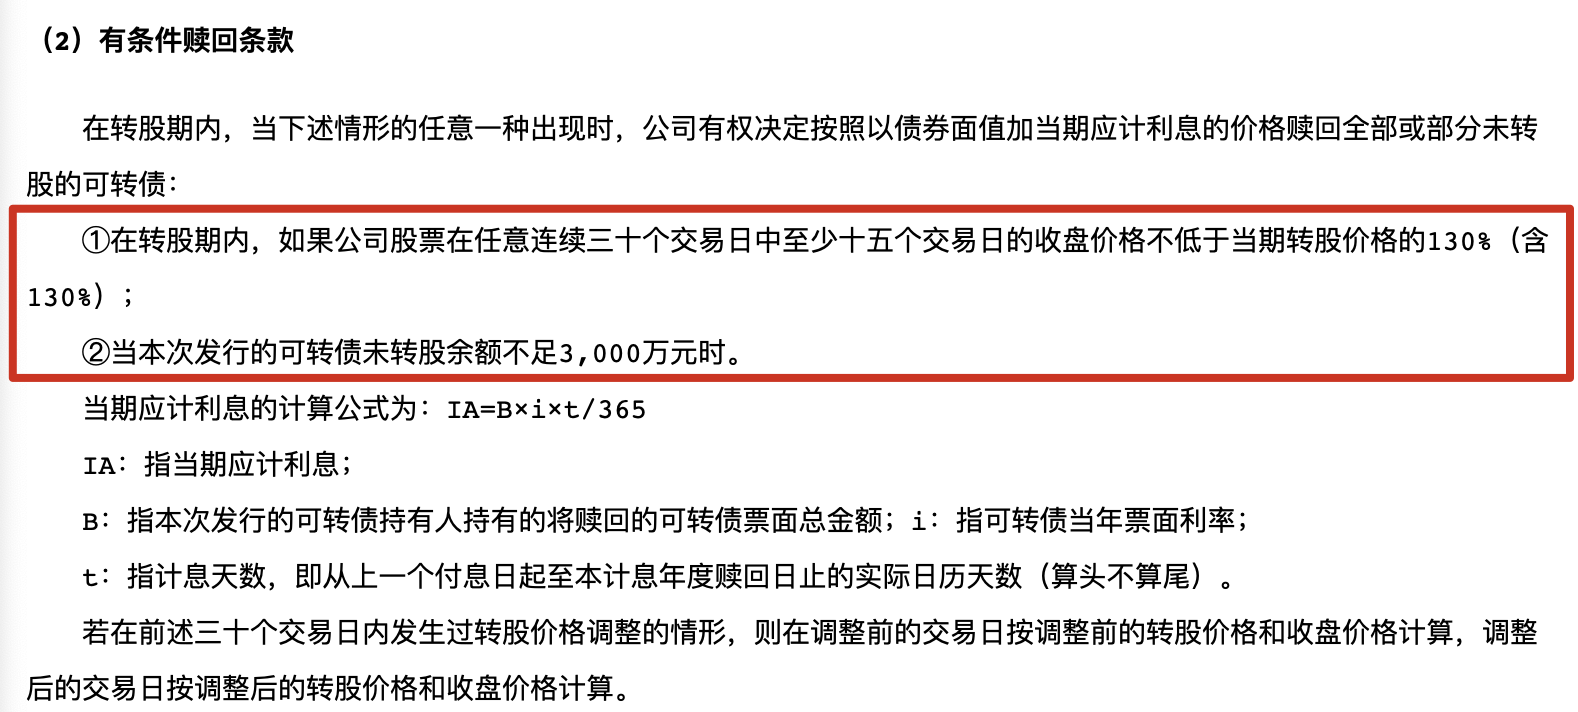 （2）有条件赎回条款
在转股期内，当下述情形的任意一种出现时，公司有权决定按照以债券面值加当期应计利息的价格赎回全部或部分未转
股的可转债：
①在转股期内，如果公司股票在任意连续三十个交易日中至少十五个交易日的收盘价格不低于当期转股价格的130%（含
130%）；
②当本次发行的可转债未转股余额不足3,000万元时。
当期应计利息的计算公式为：IA=B×i×t/365
IA：指当期应计利息；
B：指本次发行的可转债持有人持有的将赎回的可转债票面总金额；i：指可转债当年票面利率；
t：指计息天数，即从上一个付息日起至本计息年度赎回日止的实际日历天数（算头不算尾）。
若在前述三十个交易日内发生过转股价格调整的情形，则在调整前的交易日按调整前的转股价格和收盘价格计算，调整
后的交易日按调整后的转股价格和收盘价格计算。